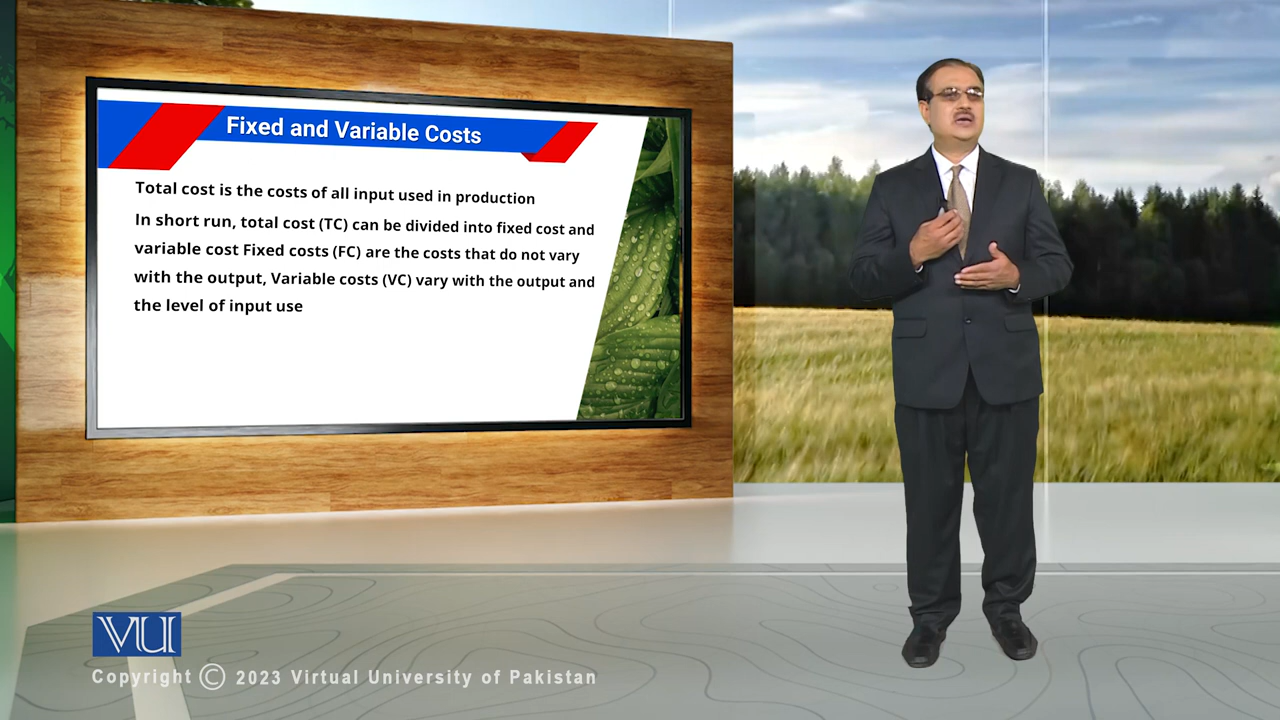 Fixed and Variable Costs
Total cost is the costs of all input used in production
In short run, total cost (TC) can be divided into fixed cost and
variable cost Fixed costs (FC) are the costs that do not vary
with the output, Variable costs (VC) vary with the output and
the level of input use
VU
Copyright © 2023 Virtual University of Pakistan